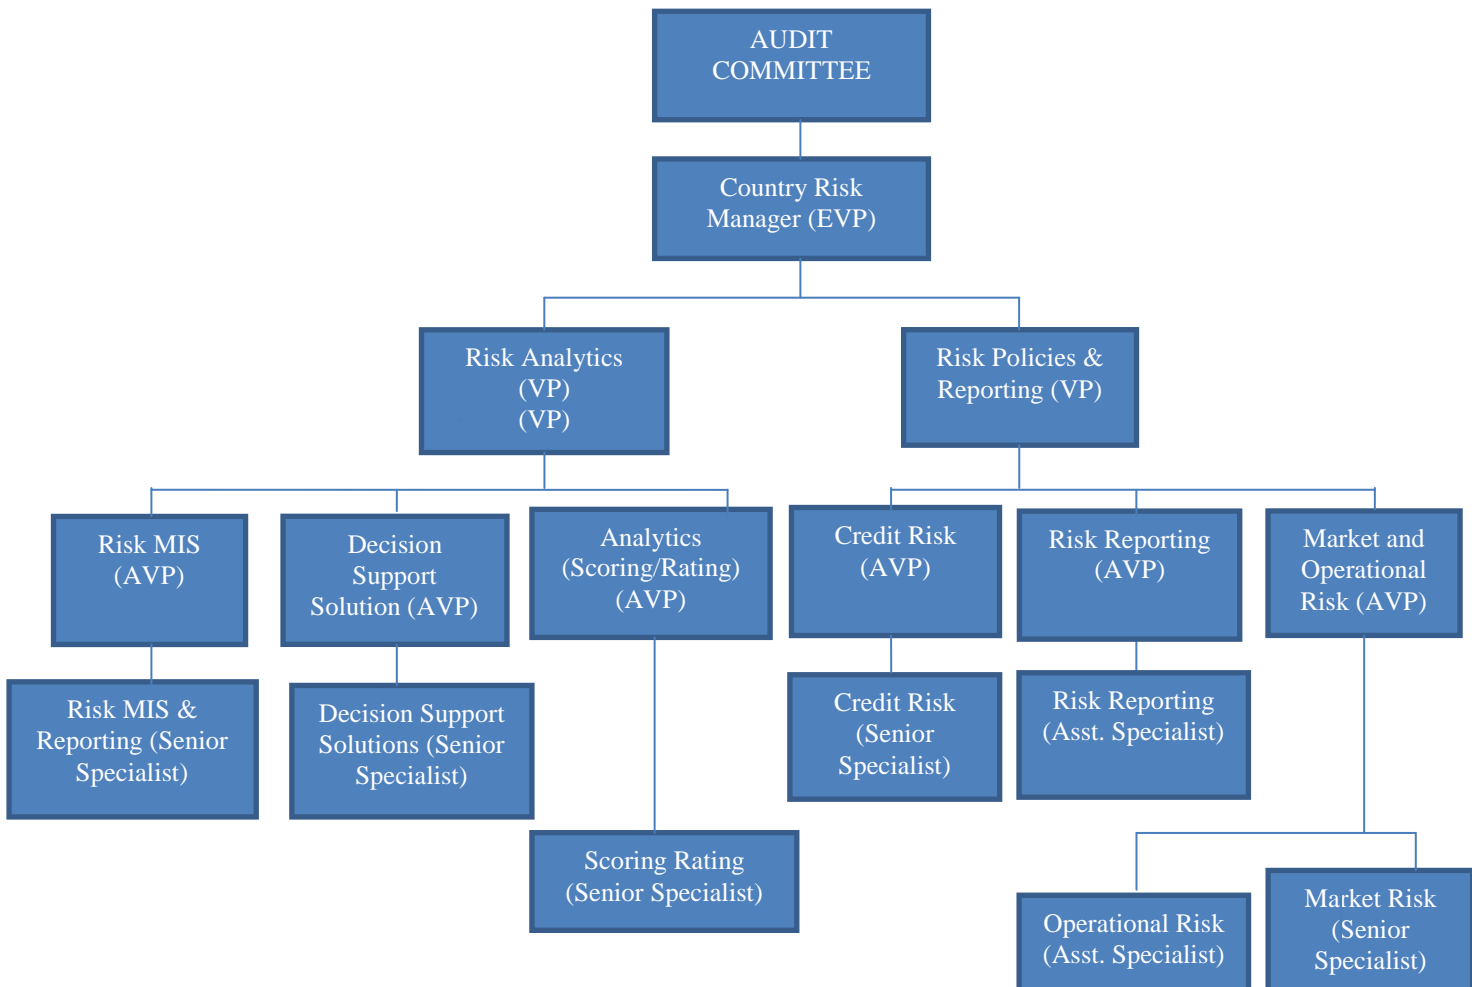 AUDIT
COMMITTEE
Country Risk
Manager (EVP)
Risk Analytics
(VP)
(VP)
Risk Policies &
Reporting (VP)
Risk MIS
(AVP)
Decision
Support
Solution (AVP)
Analytics
(Scoring/Rating)
(AVP)
Credit Risk
(AVP)
Risk Reporting
(AVP)
Market and
Operational
Risk (AVP)
Risk MIS &
Reporting (Senior
Specialist)
Decision Support
Solutions (Senior
Specialist)
Credit Risk
(Senior
Specialist)
Risk Reporting
(Asst. Specialist)
Scoring Rating
(Senior Specialist)
Operational Risk
(Asst. Specialist)
Market Risk
(Senior
Specialist)